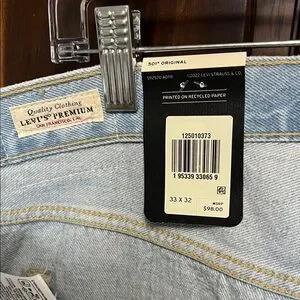 Quality Clothing
LEVI'S® PREMIUM
SAN FRANCISCO, CAL.
501® ORIGINAL
©2022 LEVI STRAUSS & CO.
PRINTED ON RECYCLED PAPER
125010373
1 95339 33065 9
33 X 32
MSRP
$98.00